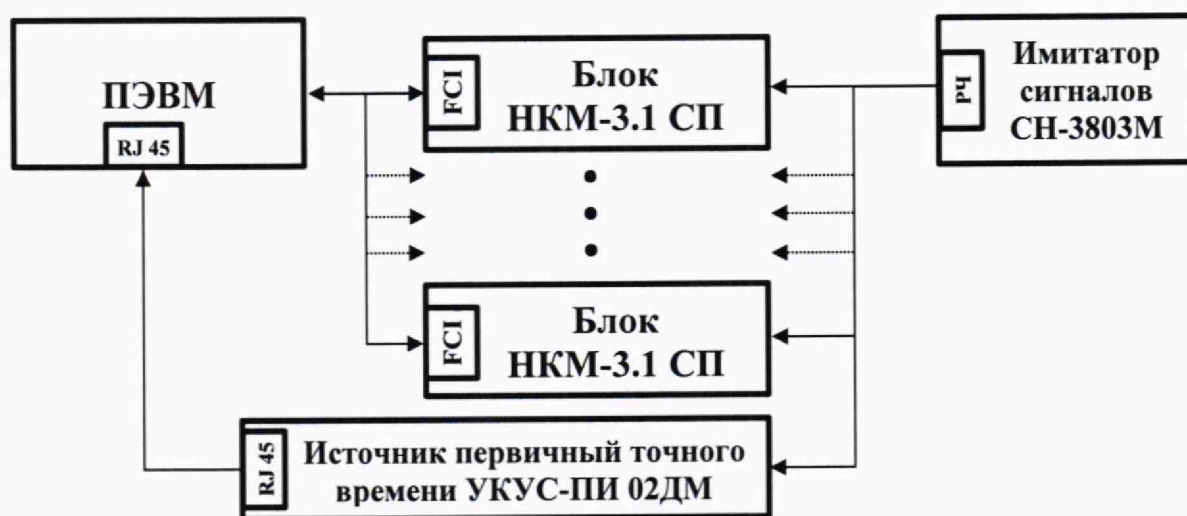 ПЭВМ
RJ 45
FCI
Блок
НКМ-3.1 СП
РЧ
Имитатор
сигналов
СН-3803М
FCI
Блок
НКМ-3.1 СП
RJ 45
Источник первичный точного
времени УКУС-ПИ 02ДМ